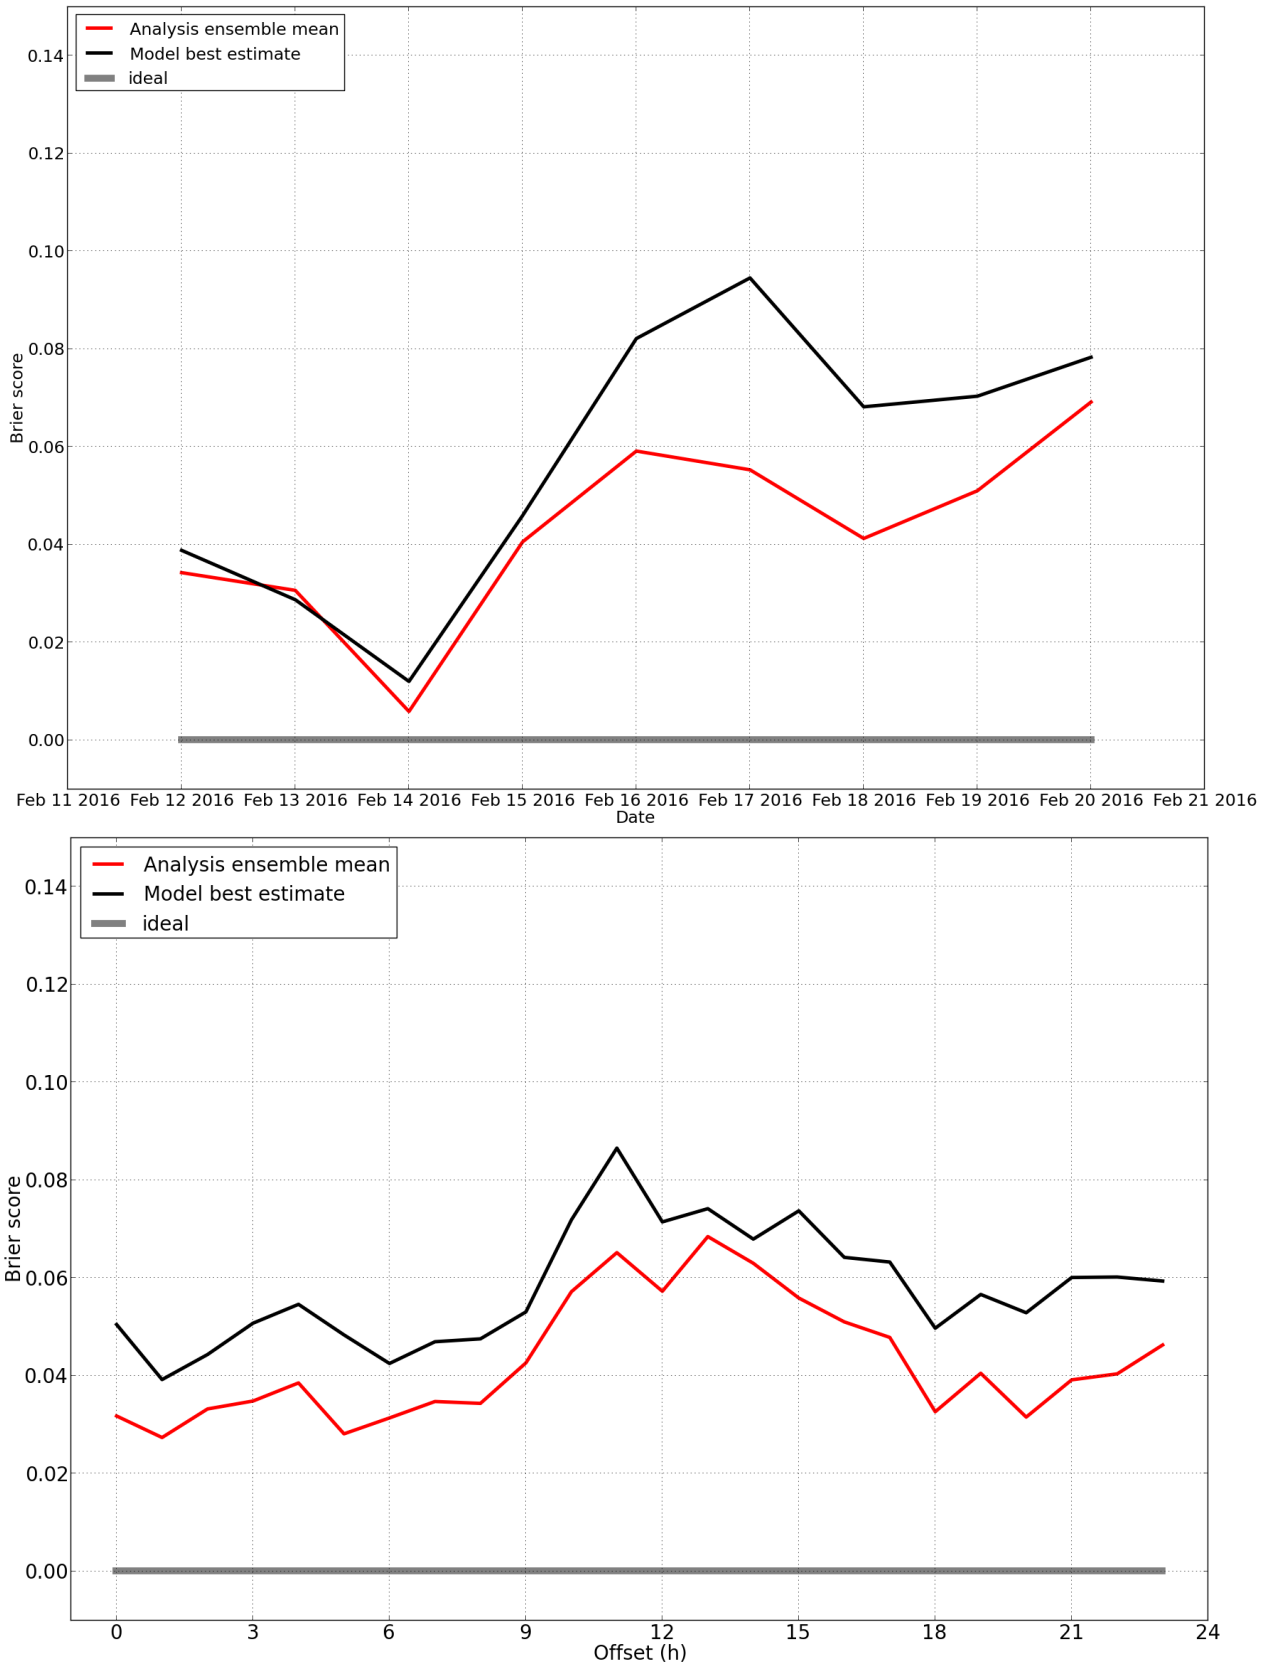 Analysis ensemble mean
Model best estimate
ideal
0.14
0.12
0.10
0.08
0.06
0.04
0.02
0.00
Brier score
Feb 11 2016 Feb 12 2016 Feb 13 2016 Feb 14 2016 Feb 15 2016 Feb 16 2016 Feb 17 2016 Feb 18 2016 Feb 19 2016 Feb 20 2016 Feb 21 2016
Date
Analysis ensemble mean
Model best estimate
ideal
0.14
0.12
0.10
0.08
0.06
0.04
0.02
0.00
Brier score
0 3 6 9 12 15 18 21 24
Offset (h)